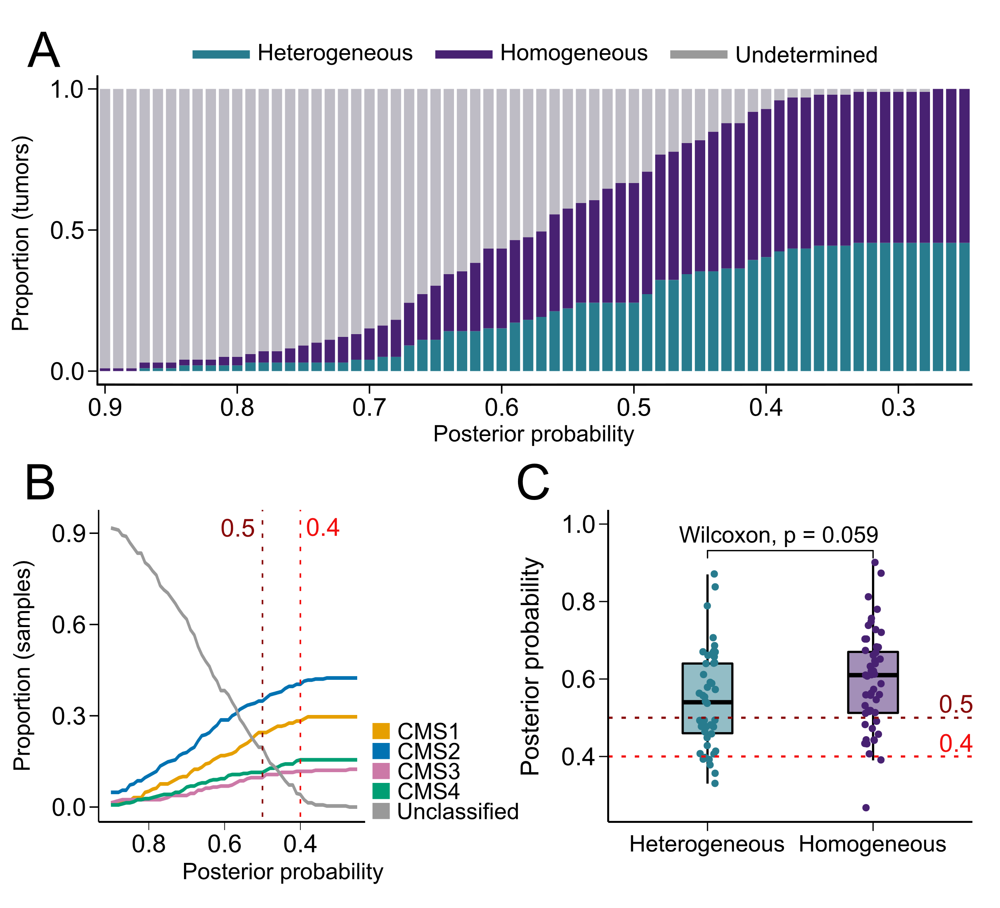 A
Heterogeneous Homogeneous Undetermined
Proportion (tumors)
1.0
0.5
0.0
0.9 0.8 0.7 0.6 0.5 0.4 0.3
Posterior probability
B
Proportion (samples)
0.9
0.6
0.3
0.0
0.5 0.4
CMS1
CMS2
CMS3
CMS4
Unclassified
0.8 0.6 0.4
Posterior probability
C
Posterior probability
1.0
0.8
0.6
0.4
Wilcoxon, p = 0.059
0.5
0.4
Heterogeneous Homogeneous